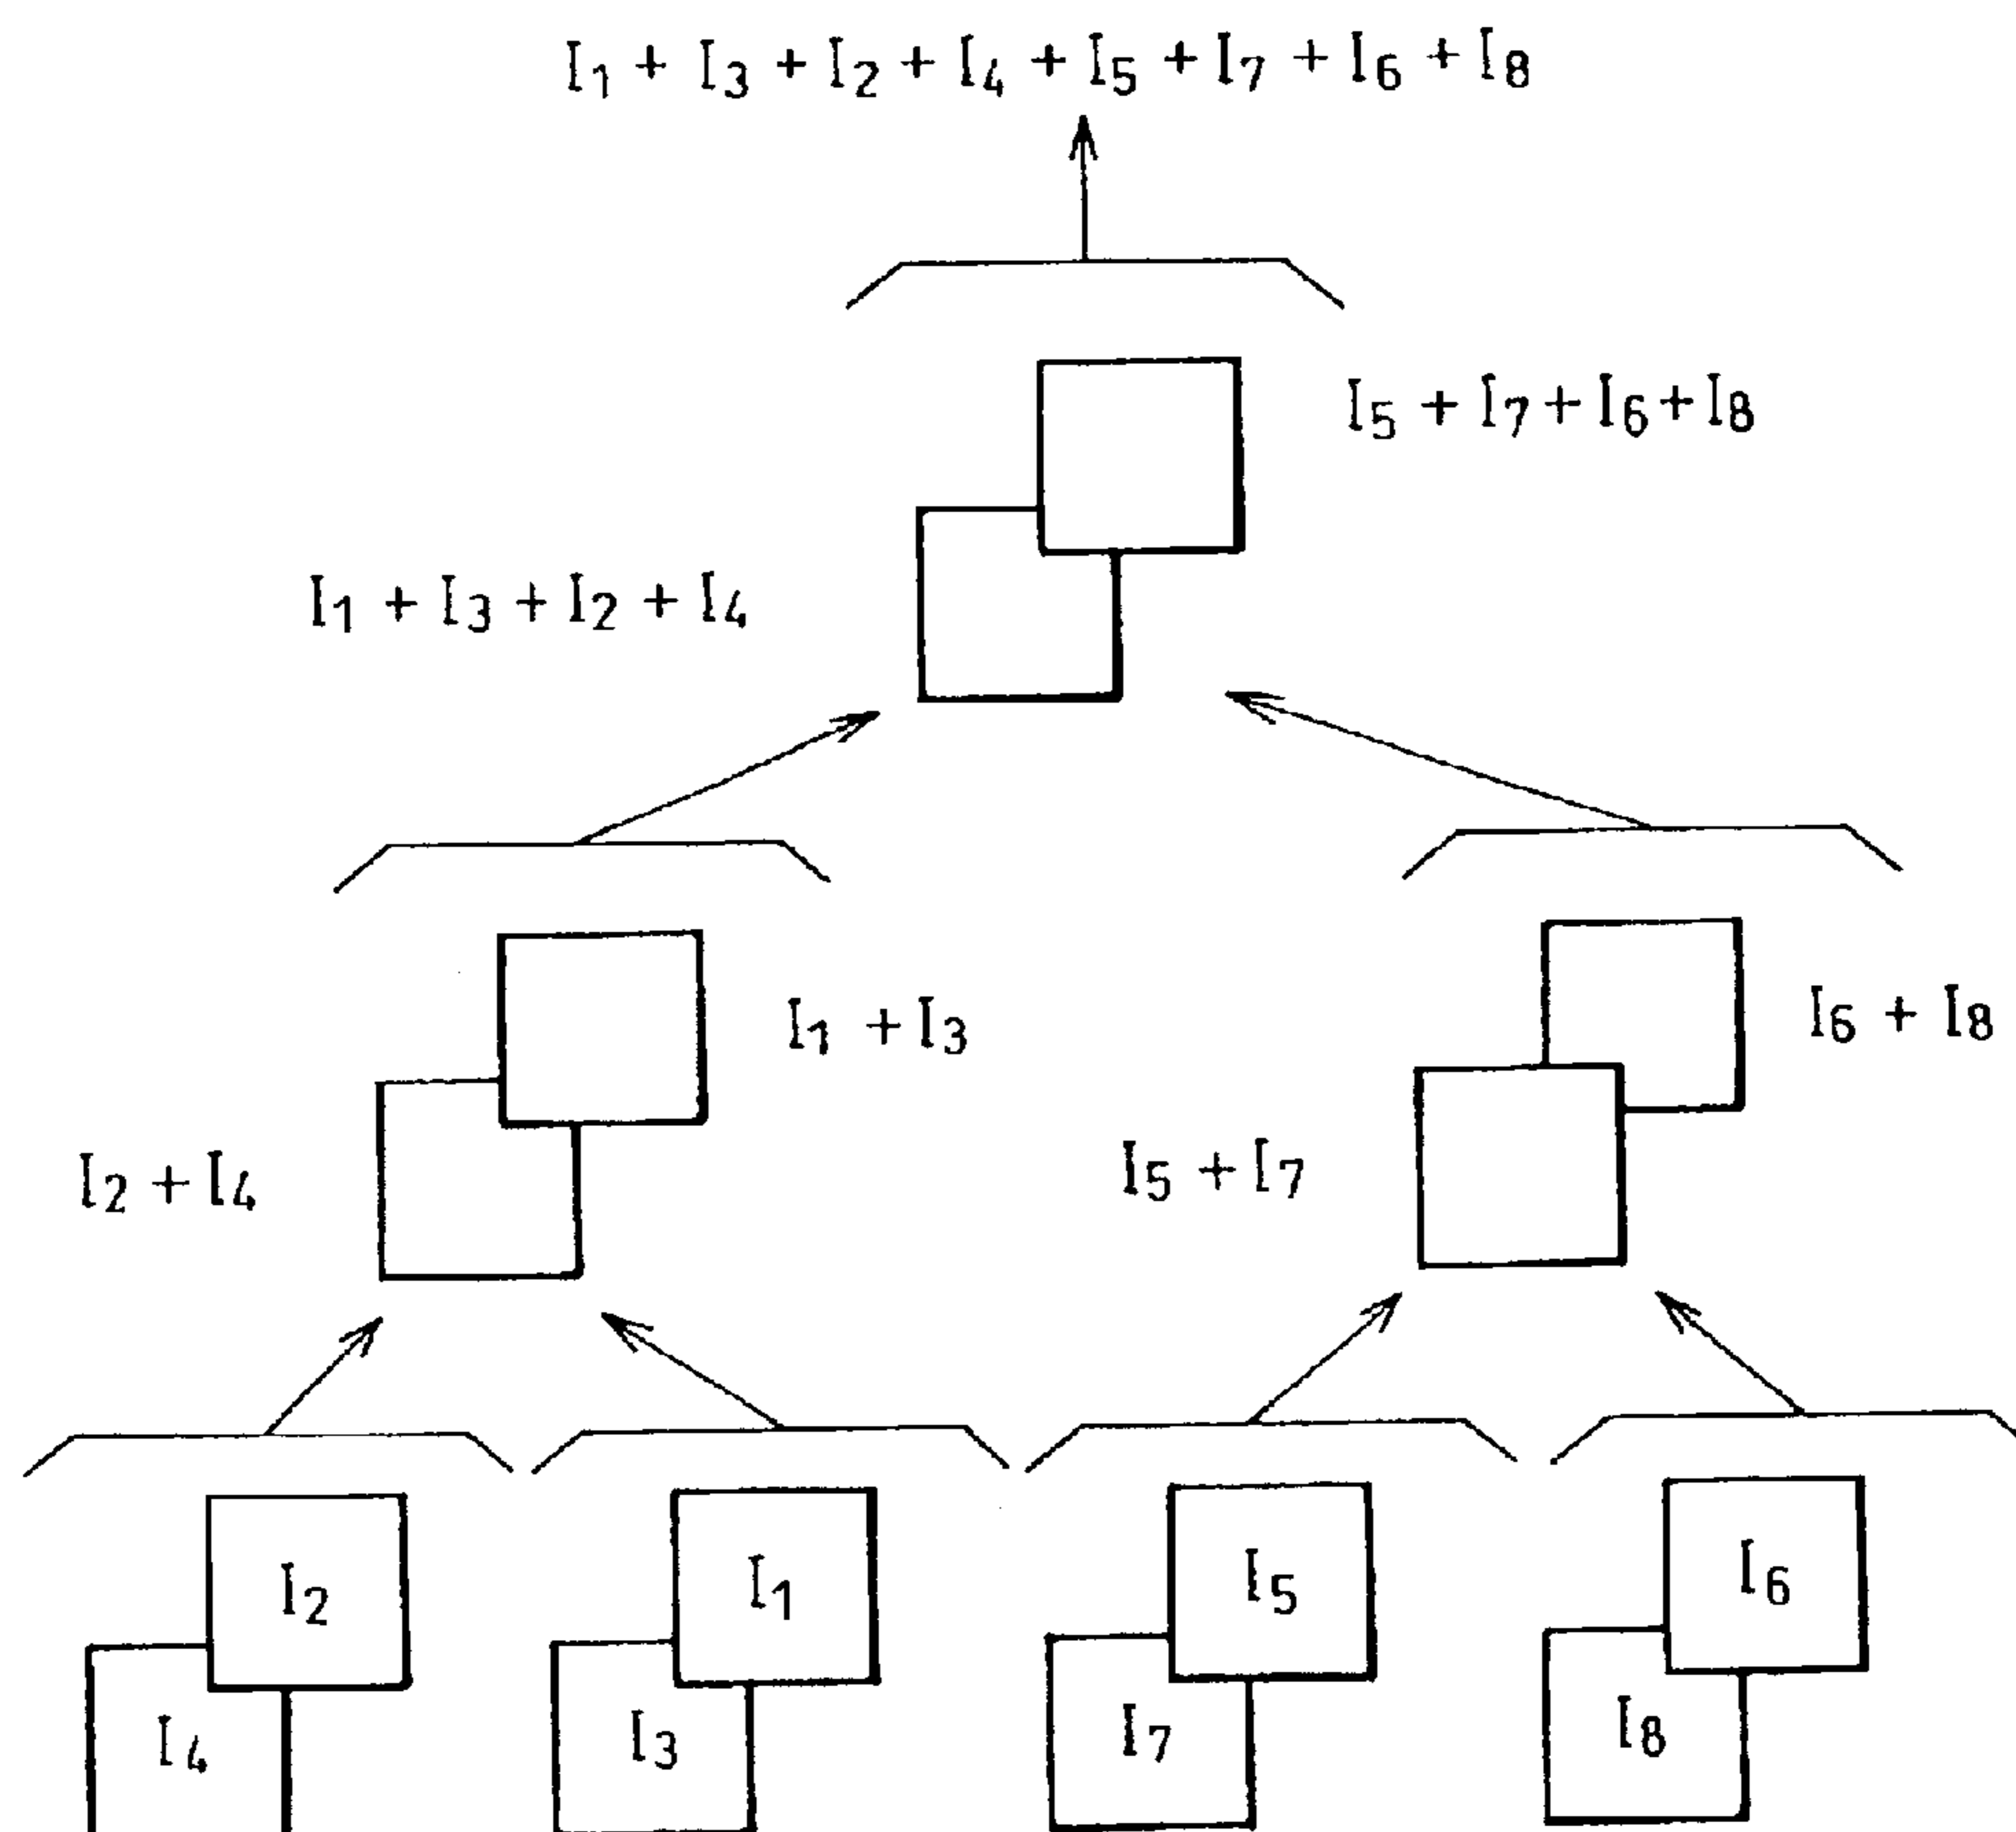 I₁ + I₃ + I₂ + I₄ + I₅ + I₇ + I₆ + I₈
I₅ + I₇ + I₆ + I₈
I₁ + I₃ + I₂ + I₄
I₁ + I₃
I₆ + I₈
I₂ + I₄
I₅ + I₇
I₂
I₁
I₅
I₆
I₄
I₃
I₇
I₈